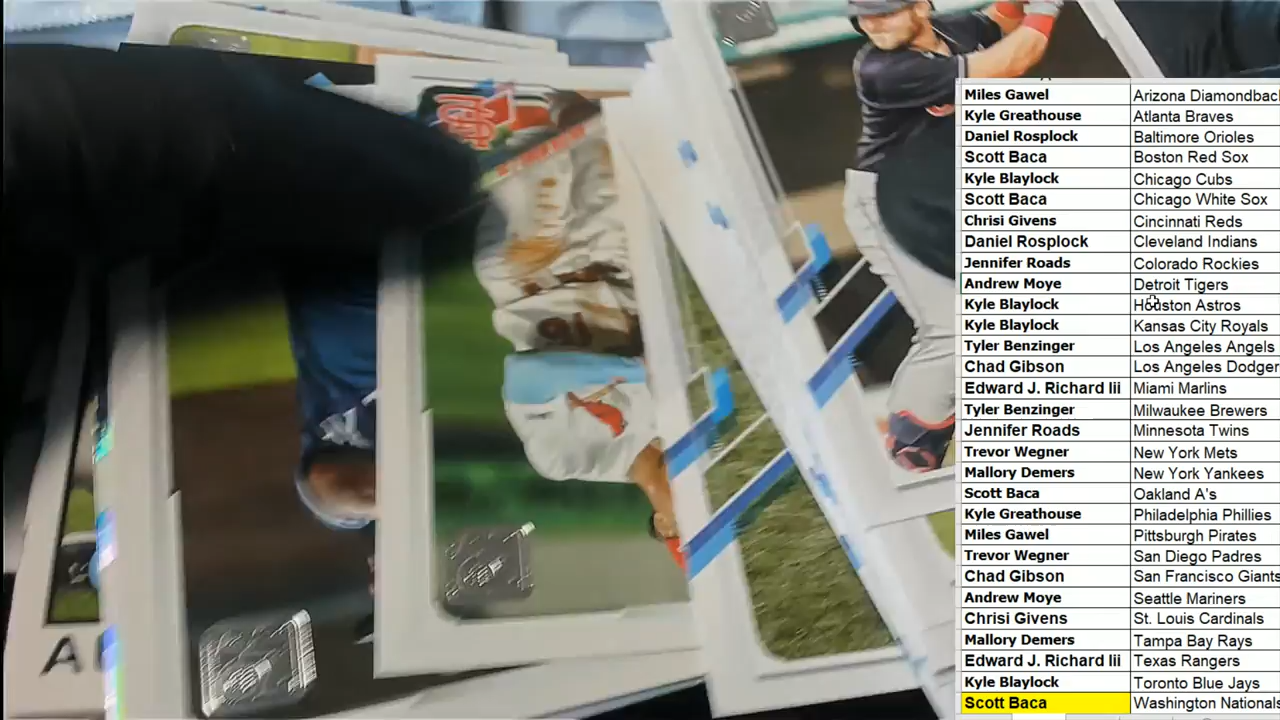 Miles Gawel Arizona Diamondbac
Kyle Greathouse Atlanta Braves
Daniel Rosplock Baltimore Orioles
Scott Baca Boston Red Sox
Kyle Blaylock Chicago Cubs
Scott Baca Chicago White Sox
Chrisi Givens Cincinnati Reds
Daniel Rosplock Cleveland Indians
Jennifer Roads Colorado Rockies
Andrew Moye Detroit Tigers
Kyle Blaylock Houston Astros
Kyle Blaylock Kansas City Royals
Tyler Benzinger Los Angeles Angels
Chad Gibson Los Angeles Dodger
Edward J. Richard Iii Miami Marlins
Tyler Benzinger Milwaukee Brewers
Jennifer Roads Minnesota Twins
Trevor Wegner New York Mets
Mallory Demers New York Yankees
Scott Baca Oakland A's
Kyle Greathouse Philadelphia Phillies
Miles Gawel Pittsburgh Pirates
Trevor Wegner San Diego Padres
Chad Gibson San Francisco Giants
Andrew Moye Seattle Mariners
Chrisi Givens St. Louis Cardinals
Mallory Demers Tampa Bay Rays
Edward J. Richard Iii Texas Rangers
Kyle Blaylock Toronto Blue Jays
Scott Baca Washington Nationals